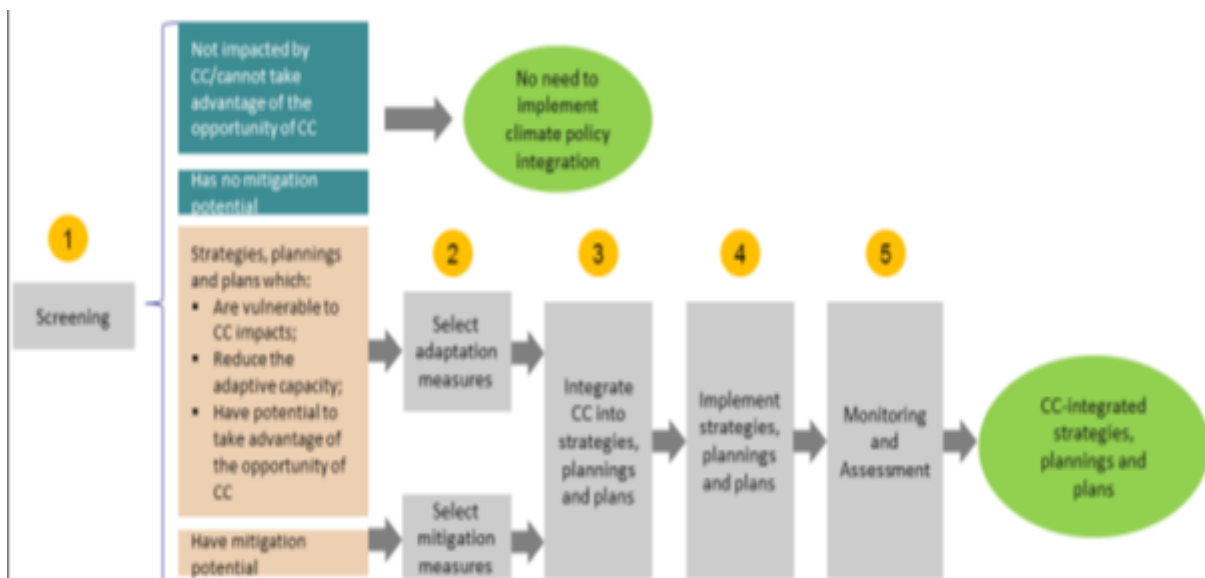 1
Screening
Not impacted by
CC/cannot take
advantage of the
opportunity of CC
No need to
implement
climate policy
integration
Has no mitigation
potential
Strategies, plannings
and plans which:
▪ Are vulnerable to
CC impacts;
▪ Reduce the
adaptive capacity;
▪ Have potential to
take advantage of
the opportunity of
CC
Have mitigation
potential
2
Select
adaptation
measures
Select
mitigation
measures
3
Integrate
CC into
strategies,
plannings
and plans
4
Implement
strategies,
plannings
and plans
5
Monitoring
and
Assessment
CC-integrated
strategies,
plannings and
plans